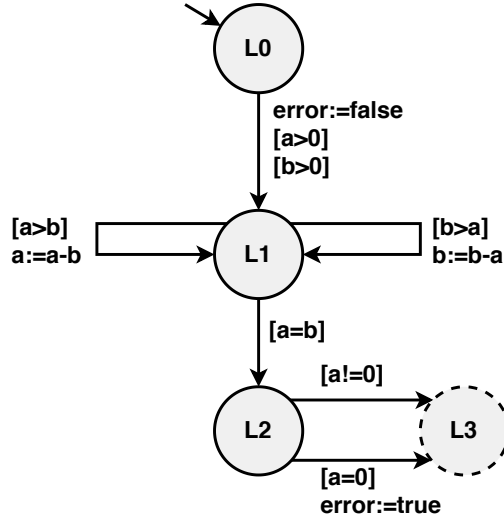 L0
error:=false
[a>0]
[b>0]
[a>b]
a:=a-b
L1
[b>a]
b:=b-a
[a=b]
[a!=0]
L2
L3
[a=0]
error:=true